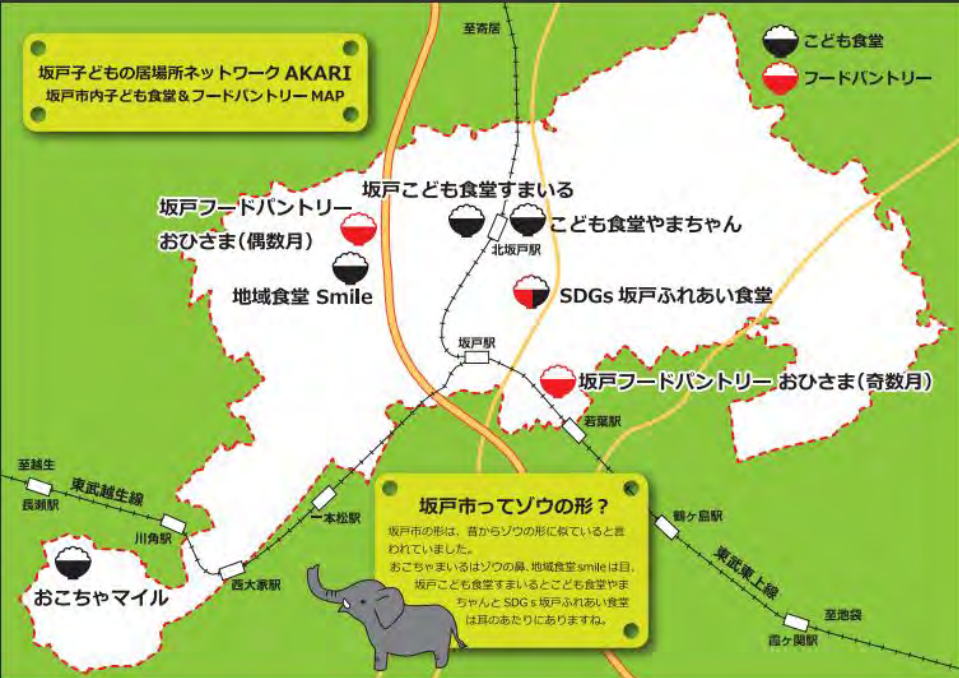 坂戸子どもの居場所ネットワーク AKARI
坂戸市内子ども食堂&フードパントリー MAP
至寄居
こども食堂
フードパントリー
坂戸こども食堂すまいる
坂戸フードパントリー
おひさま(偶数月)
こども食堂やまちゃん
北坂戸駅
地域食堂 Smile
SDGs 坂戸ふれあい食堂
坂戸駅
坂戸フードパントリー おひさま(奇数月)
若葉駅
至越生
東武越生線
長瀬駅
川角駅
一本松駅
西大家駅
おこちゃマイル
坂戸市ってゾウの形?
坂戸市の形は、昔からゾウの形に似ていると言
われていました。
おこちゃまいるはゾウの鼻、地域食堂smileは目、
坂戸こども食堂すまいるとこども食堂やま
ちゃんとSDGs坂戸ふれあい食堂
は耳のあたりにありますね。
鶴ヶ島駅
東武東上線
至池袋
霞ヶ関駅